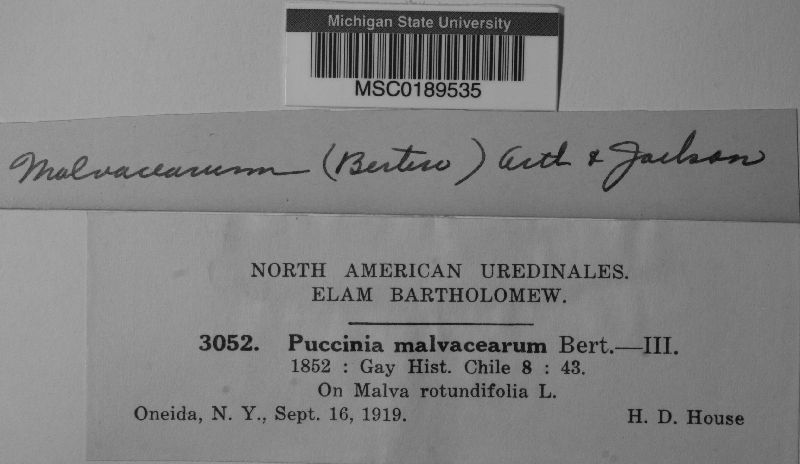 Michigan State University
MSC0189535
Malvacearum (Bertero) Arth & Jackson
NORTH AMERICAN UREDINALES.
ELAM BARTHOLOMEW.
3052. Puccinia malvacearum Bert.—III.
1852 : Gay Hist. Chile 8 : 43.
On Malva rotundifolia L.
Oneida, N. Y., Sept. 16, 1919. H. D. House